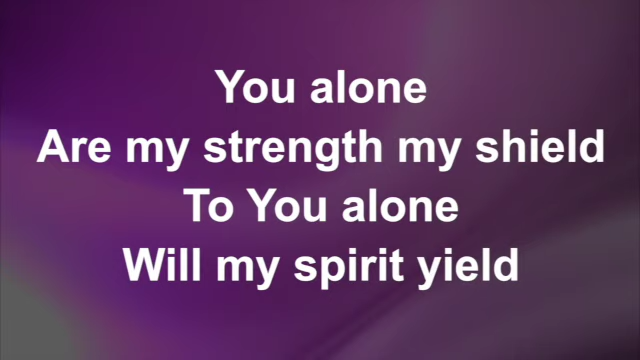 You alone
Are my strength my shield
To You alone
Will my spirit yield